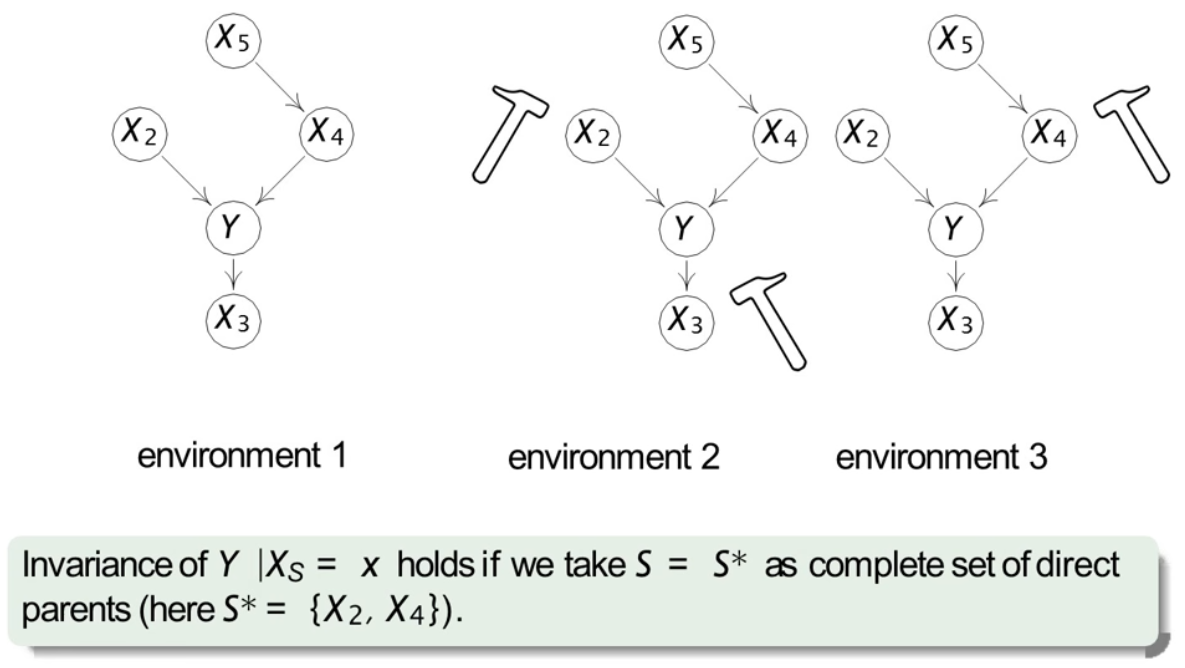 X5 X5 X5
X2 X4 X2 X4 X2 X4
Y Y Y
X3 X3 X3
environment 1 environment 2 environment 3
Invariance of Y |XS = x holds if we take S = S* as complete set of direct
parents (here S* = {X2, X4}).